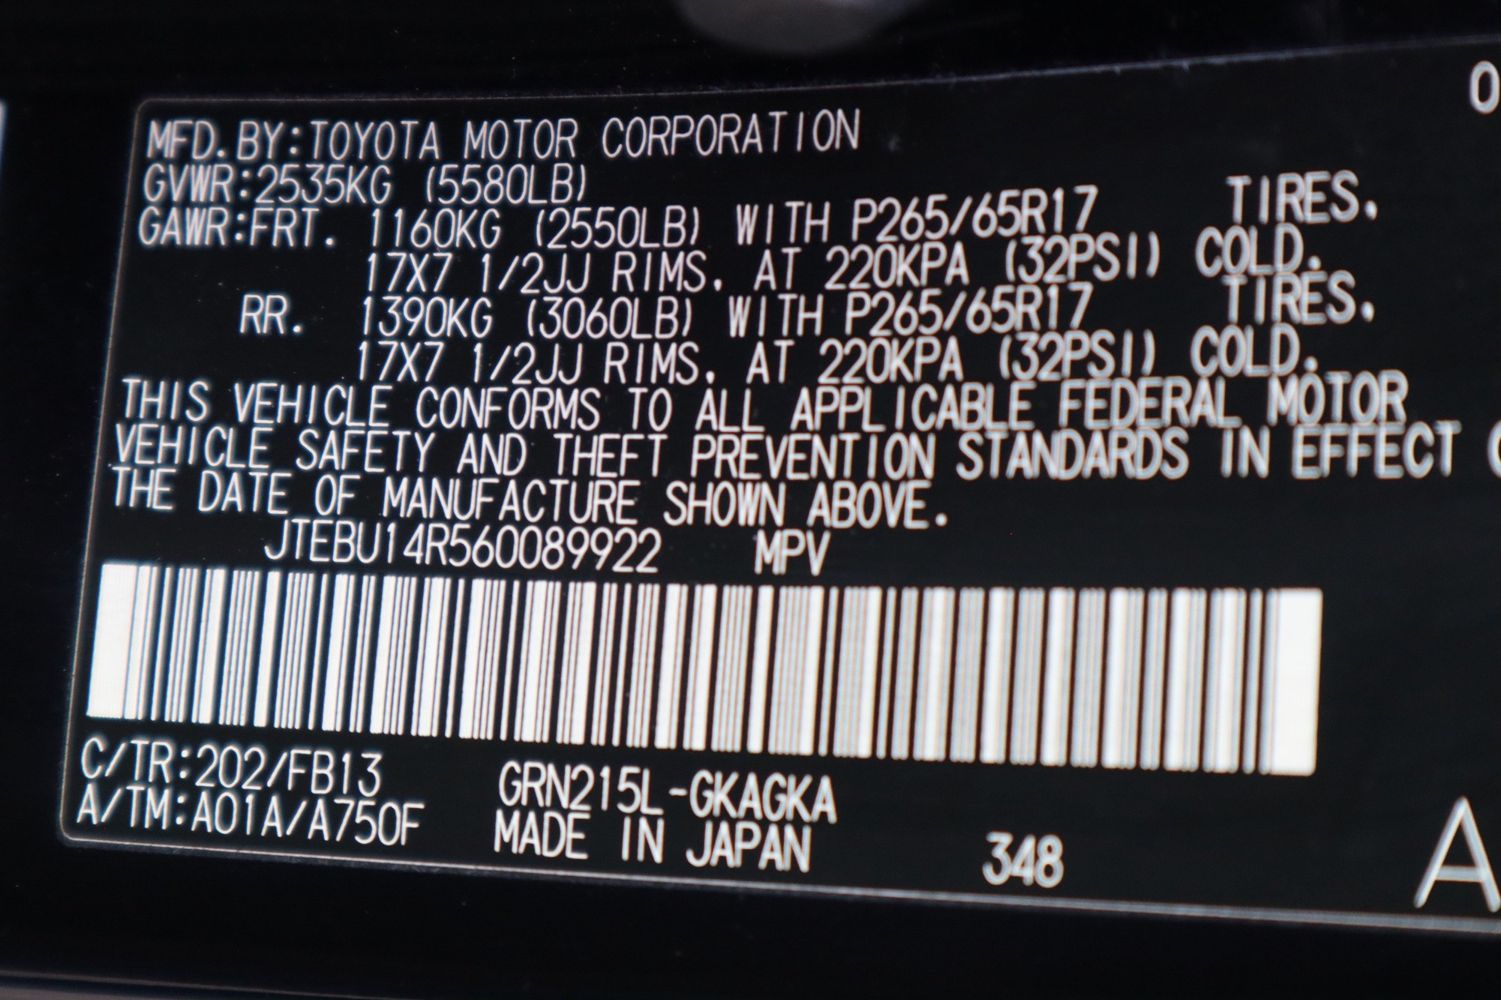 0
MFD.BY:TOYOTA MOTOR CORPORATION
GVWR:2535KG (5580LB)
GAWR:FRT. 1160KG (2550LB) WITH P265/65R17 TIRES.
17X7 1/2JJ RIMS. AT 220KPA (32PSI) COLD.
RR. 1390KG (3060LB) WITH P265/65R17 TIRES.
17X7 1/2JJ RIMS. AT 220KPA (32PSI) COLD.
THIS VEHICLE CONFORMS TO ALL APPLICABLE FEDERAL MOTOR
VEHICLE SAFETY AND THEFT PREVENTION STANDARDS IN EFFECT
THE DATE OF MANUFACTURE SHOWN ABOVE.
JTEBU14R560089922 MPV
C/TR:202/FB13 GRN215L-GKAGKA
A/TM:A01A/A750F MADE IN JAPAN 348
A